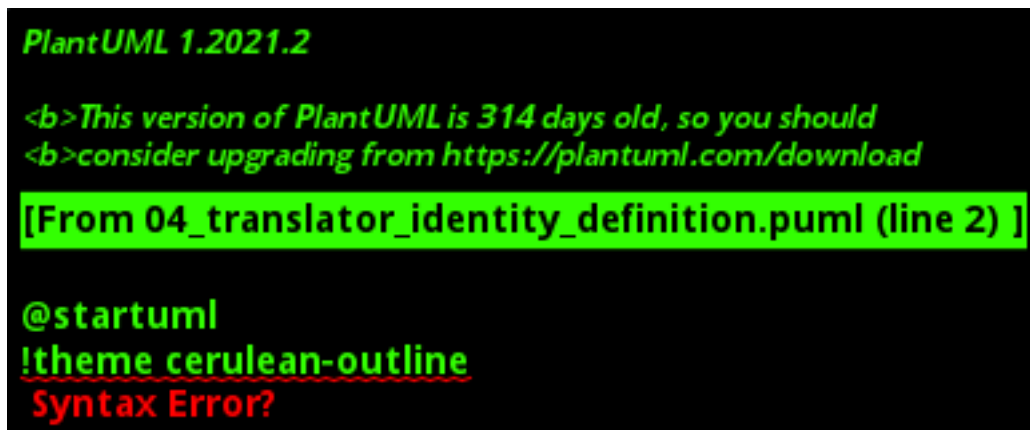 PlantUML 1.2021.2
<b>This version of PlantUML is 314 days old, so you should
<b>consider upgrading from https://plantuml.com/download
[From 04_translator_identity_definition.puml (line 2) ]
@startuml
!theme cerulean-outline
Syntax Error?